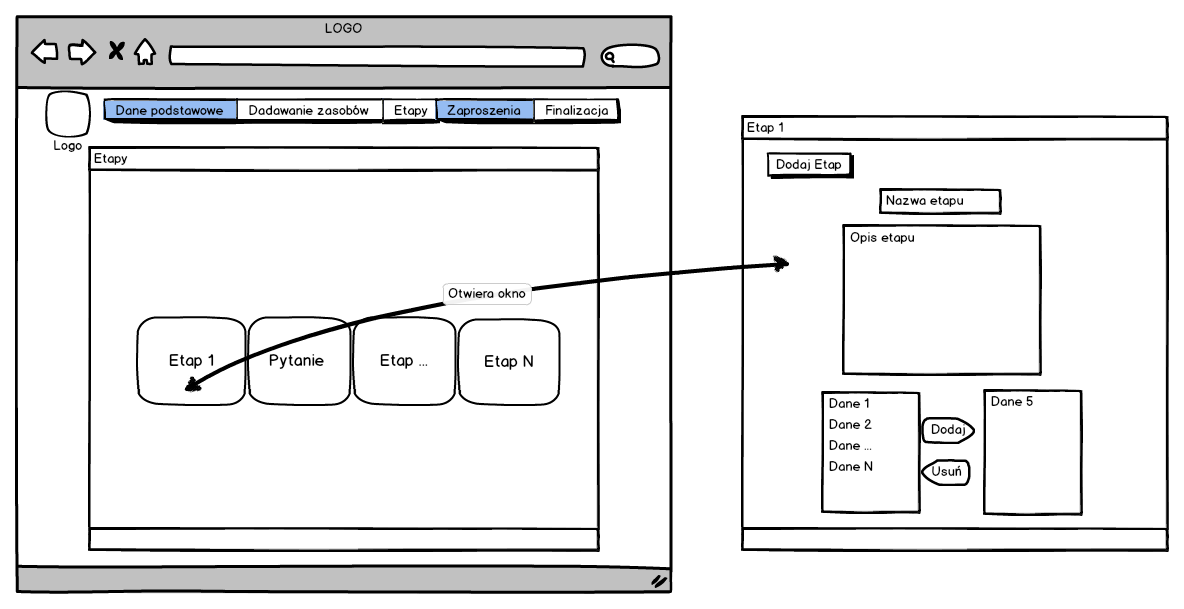 LOGO
Dane podstawowe Dadawanie zasobów Etapy Zaproszenia Finalizacja
Logo
Etapy
Etap 1 Pytanie Etap ... Etap N
Otwiera okno
Etap 1
Dodaj Etap
Nazwa etapu
Opis etapu
Dane 1
Dane 2
Dane ...
Dane N
Dodaj
Usuń
Dane 5